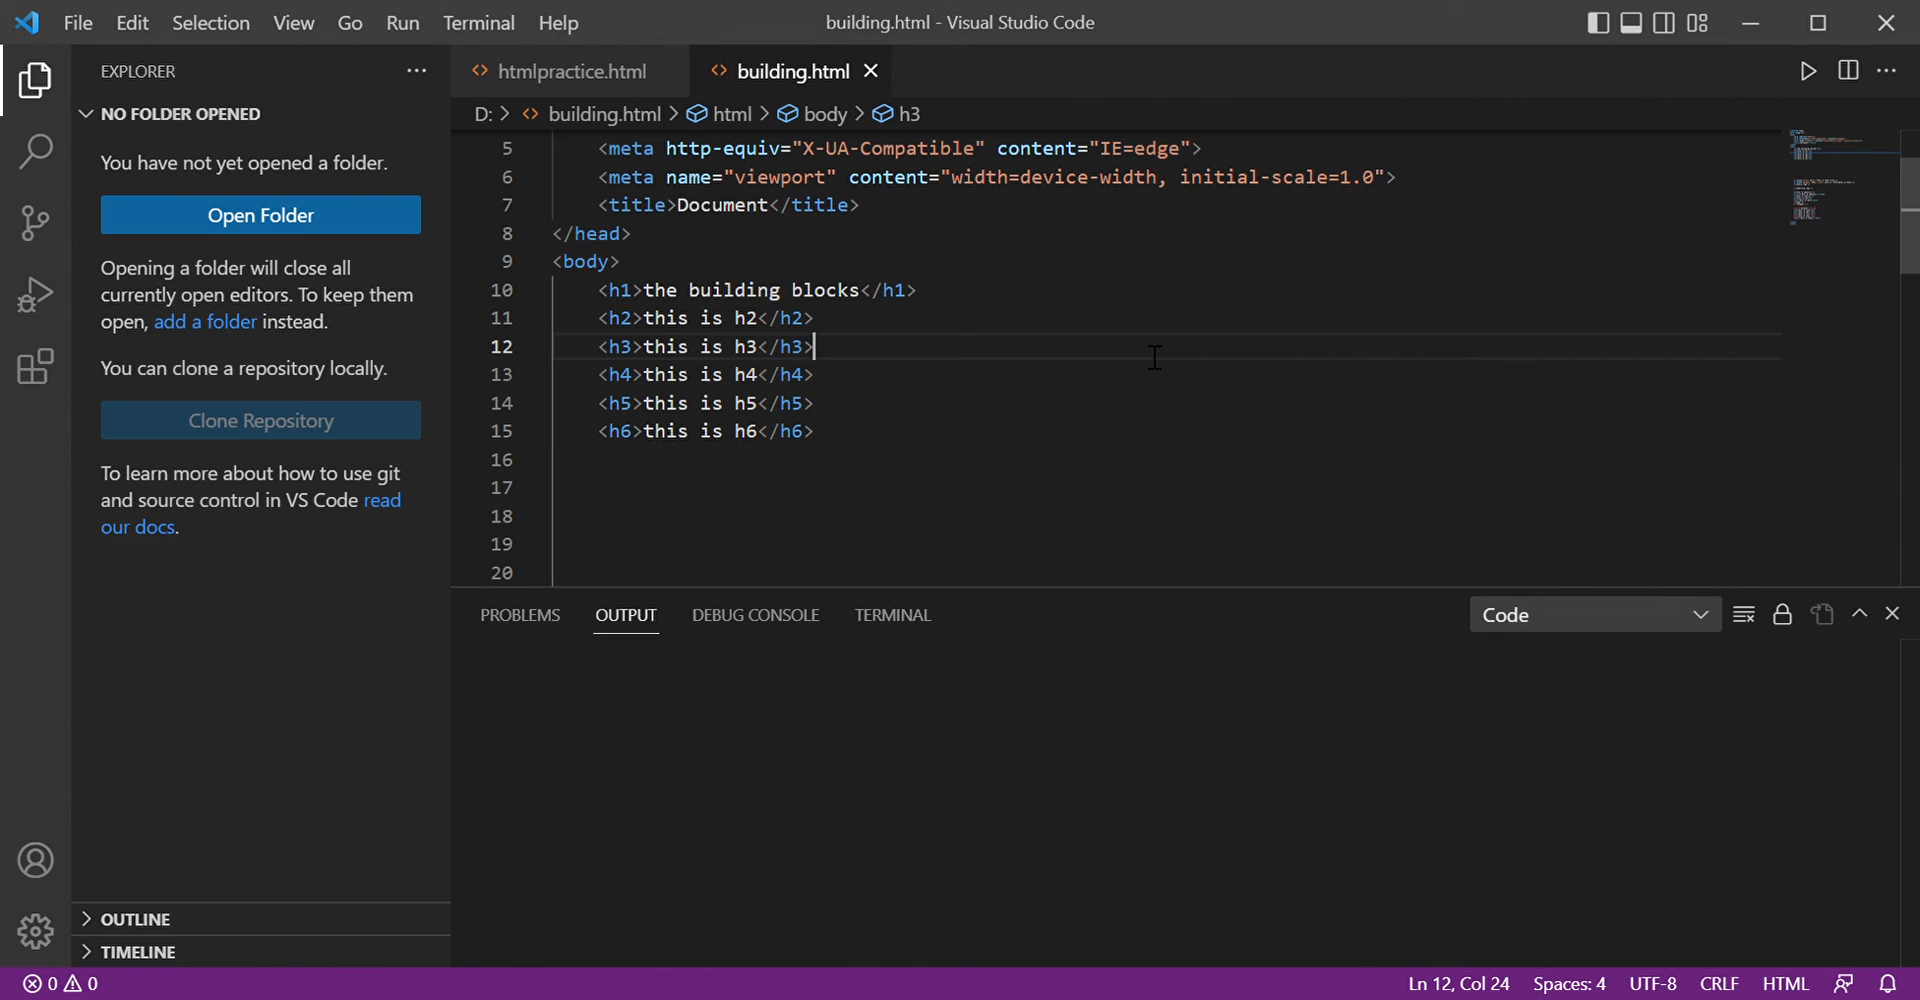 File Edit Selection View Go Run Terminal Help building.html - Visual Studio Code
EXPLORER
NO FOLDER OPENED
You have not yet opened a folder.
Open Folder
Opening a folder will close all
currently open editors. To keep them
open, add a folder instead.
You can clone a repository locally.
Clone Repository
To learn more about how to use git
and source control in VS Code read
our docs.
OUTLINE
TIMELINE
htmlpractice.html building.html
D: > building.html > html > body > h3
5 <meta http-equiv="X-UA-Compatible" content="IE=edge">
6 <meta name="viewport" content="width=device-width, initial-scale=1.0">
7 <title>Document</title>
8 </head>
9 <body>
10 <h1>the building blocks</h1>
11 <h2>this is h2</h2>
12 <h3>this is h3</h3>
13 <h4>this is h4</h4>
14 <h5>this is h5</h5>
15 <h6>this is h6</h6>
16
17
18
19
20
PROBLEMS OUTPUT DEBUG CONSOLE TERMINAL Code
0 0 Ln 12, Col 24 Spaces: 4 UTF-8 CRLF HTML